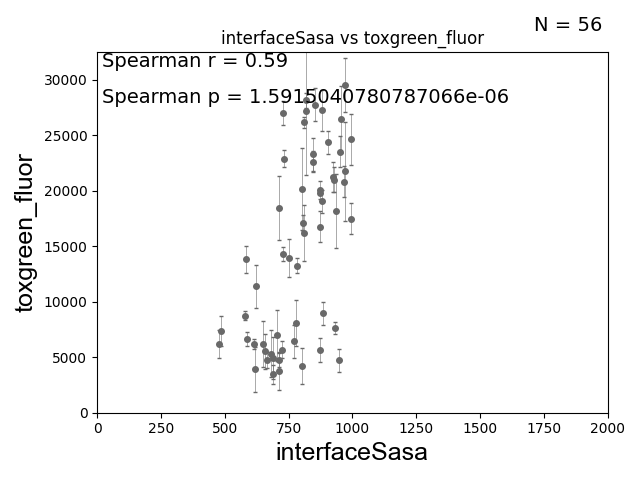 N = 56
interfaceSasa vs toxgreen_fluor
Spearman r = 0.59
Spearman p = 1.5915040780787066e-06
30000
25000
20000
15000
10000
5000
0
toxgreen_fluor
0 250 500 750 1000 1250 1500 1750 2000
interfaceSasa